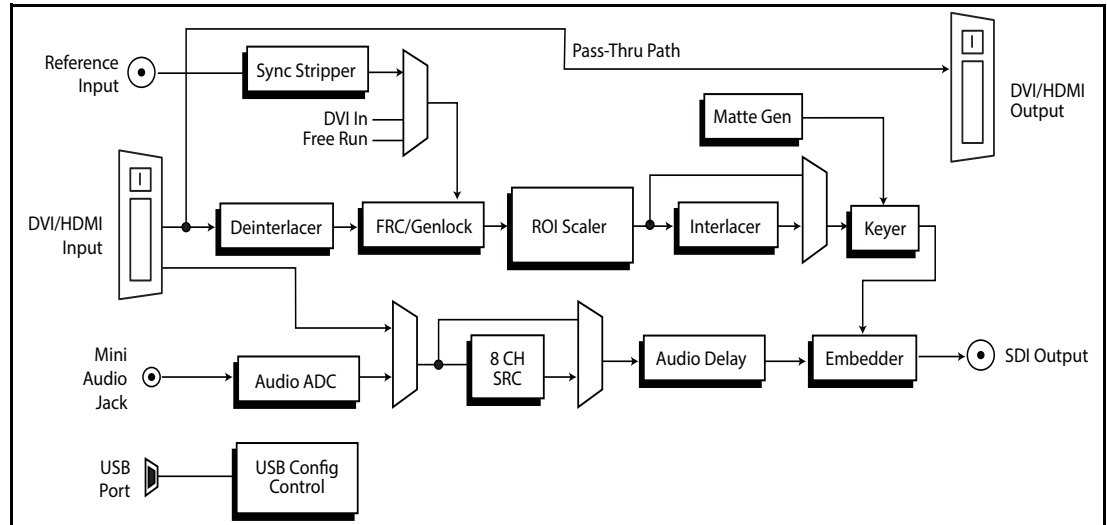 Reference
Input
Sync Stripper
DVI In
Free Run
Pass-Thru Path
Matte Gen
DVI/HDMI
Output
DVI/HDMI
Input
Deinterlacer
FRC/Genlock
ROI Scaler
Interlacer
Keyer
Mini
Audio
Jack
Audio ADC
8 CH
SRC
Audio Delay
Embedder
SDI Output
USB
Port
USB Config
Control